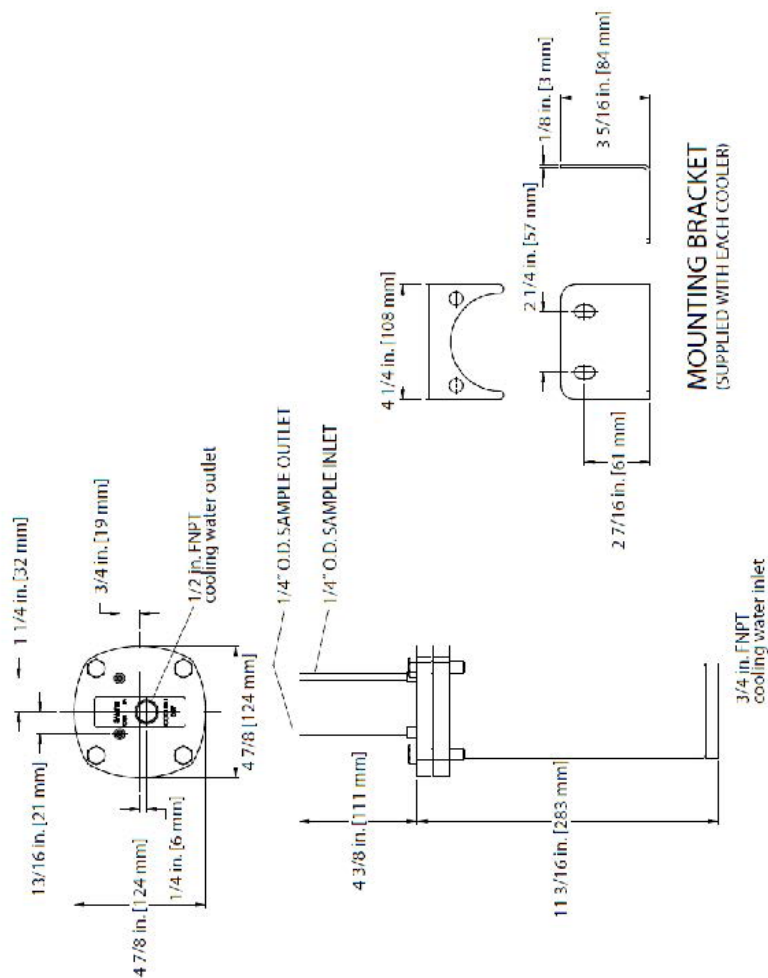 1 1/4 in. [32 mm]
13/16 in. [21 mm]
3/4 in. [19 mm]
4 7/8 in. [124 mm]
1/4 in. [6 mm]
4 7/8 [124 mm]
1/2 in. FNPT
cooling water outlet
1/4" O.D. SAMPLE OUTLET
1/4" O.D. SAMPLE INLET
4 3/8 in. [111 mm]
11 3/16 in. [283 mm]
3/4 in. FNPT
cooling water inlet
4 1/4 in. [108 mm]
2 1/4 in. [57 mm]
1/8 in. [3 mm]
3 5/16 in. [84 mm]
2 7/16 in. [61 mm]
MOUNTING BRACKET
(SUPPLIED WITH EACH COOLER)